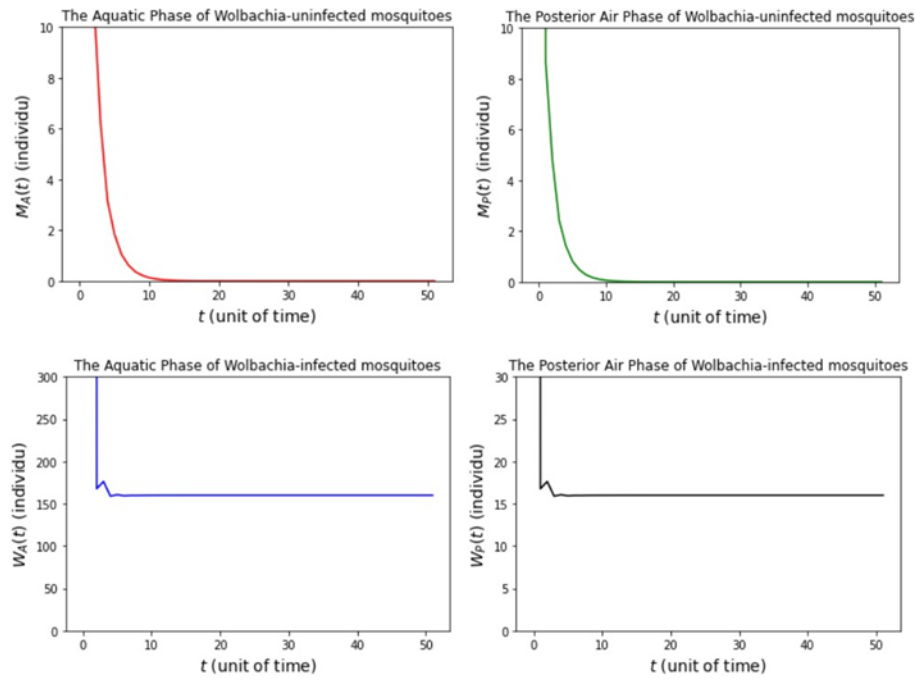 The Aquatic Phase of Wolbachia-uninfected mosquitoes
10
8
6
4
2
0
M_A(t) (individu)
0 10 20 30 40 50
t (unit of time)
The Posterior Air Phase of Wolbachia-uninfected mosquitoes
10
8
6
4
2
0
M_P(t) (individu)
0 10 20 30 40 50
t (unit of time)
The Aquatic Phase of Wolbachia-infected mosquitoes
300
250
200
150
100
50
0
W_A(t) (individu)
0 10 20 30 40 50
t (unit of time)
The Posterior Air Phase of Wolbachia-infected mosquitoes
30
25
20
15
10
5
0
W_P(t) (individu)
0 10 20 30 40 50
t (unit of time)